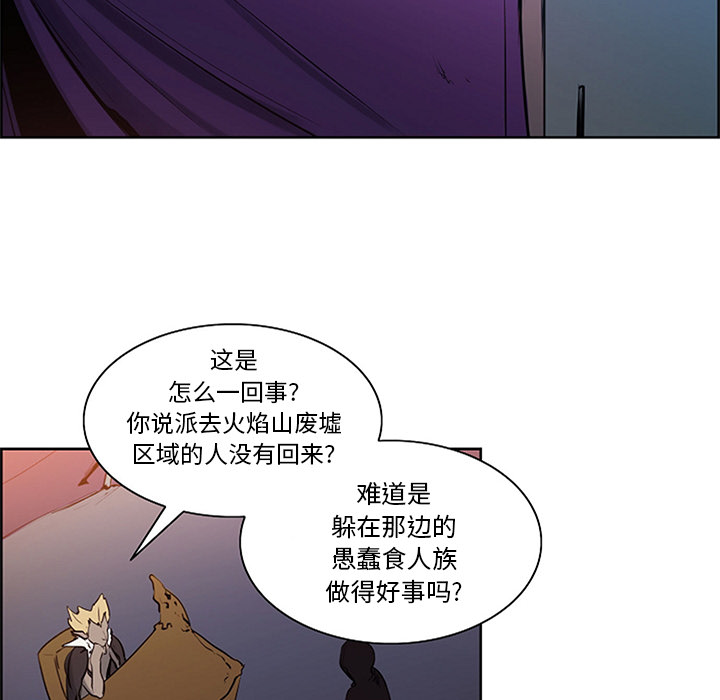 这是
怎么一回事?
你说派去火焰山废墟
区域的人没有回来?
难道是
躲在那边的
愚蠢食人族
做得好事吗?